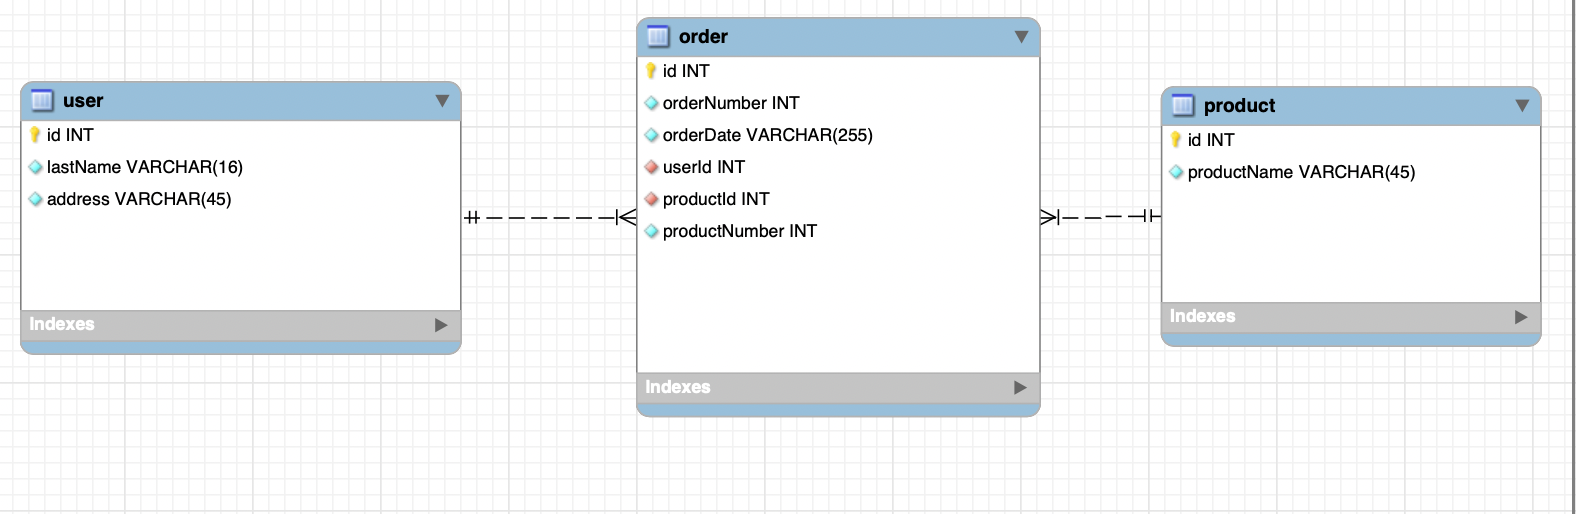 user
id INT
lastName VARCHAR(16)
address VARCHAR(45)
Indexes
order
id INT
orderNumber INT
orderDate VARCHAR(255)
userId INT
productId INT
productNumber INT
Indexes
product
id INT
productName VARCHAR(45)
Indexes